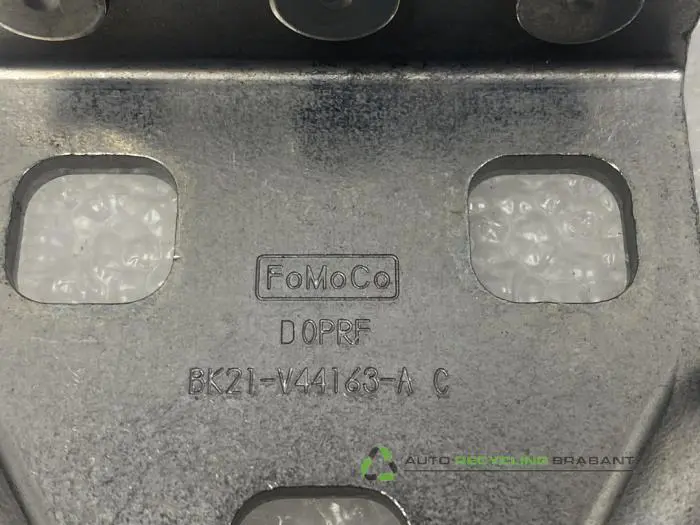 FoMoCo
D0PRF
BK21-V44163-A C
AUTO RECYCLING BRABANT